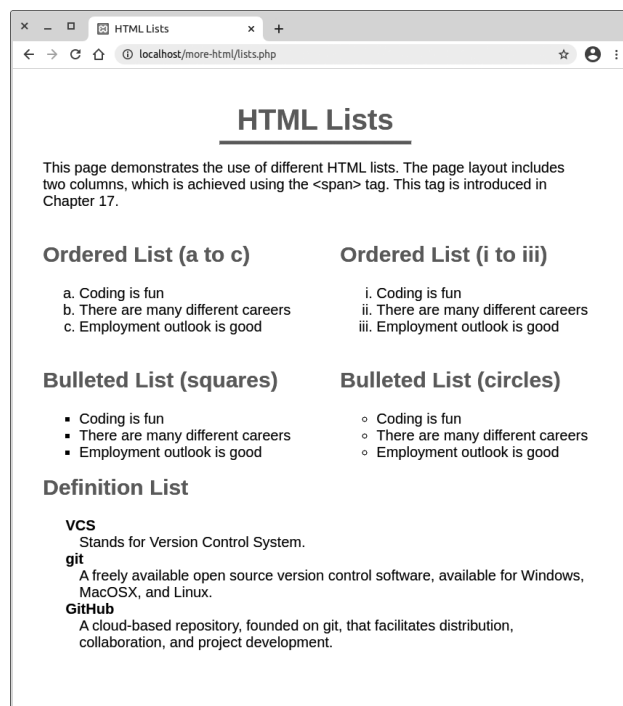 HTML Lists
localhost/more-html/lists.php
HTML Lists
This page demonstrates the use of different HTML lists. The page layout includes
two columns, which is achieved using the <span> tag. This tag is introduced in
Chapter 17.
Ordered List (a to c)
a. Coding is fun
b. There are many different careers
c. Employment outlook is good
Ordered List (i to iii)
i. Coding is fun
ii. There are many different careers
iii. Employment outlook is good
Bulleted List (squares)
▪ Coding is fun
▪ There are many different careers
▪ Employment outlook is good
Bulleted List (circles)
◦ Coding is fun
◦ There are many different careers
◦ Employment outlook is good
Definition List
VCS
Stands for Version Control System.
git
A freely available open source version control software, available for Windows,
MacOSX, and Linux.
GitHub
A cloud-based repository, founded on git, that facilitates distribution,
collaboration, and project development.